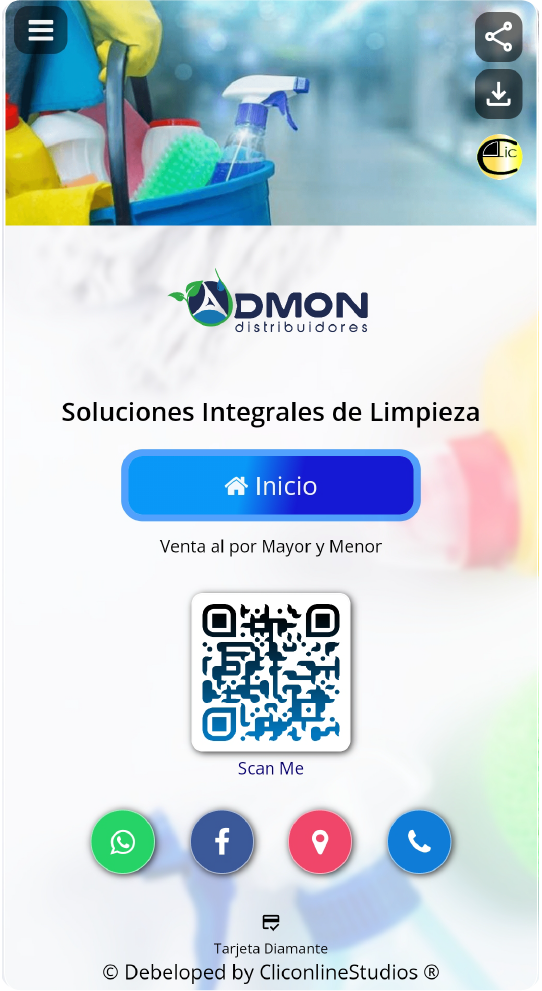 Clic
ADMON
distribuidores
Soluciones Integrales de Limpieza
Inicio
Venta al por Mayor y Menor
Scan Me
Tarjeta Diamante
© Debeloped by CliconlineStudios ®